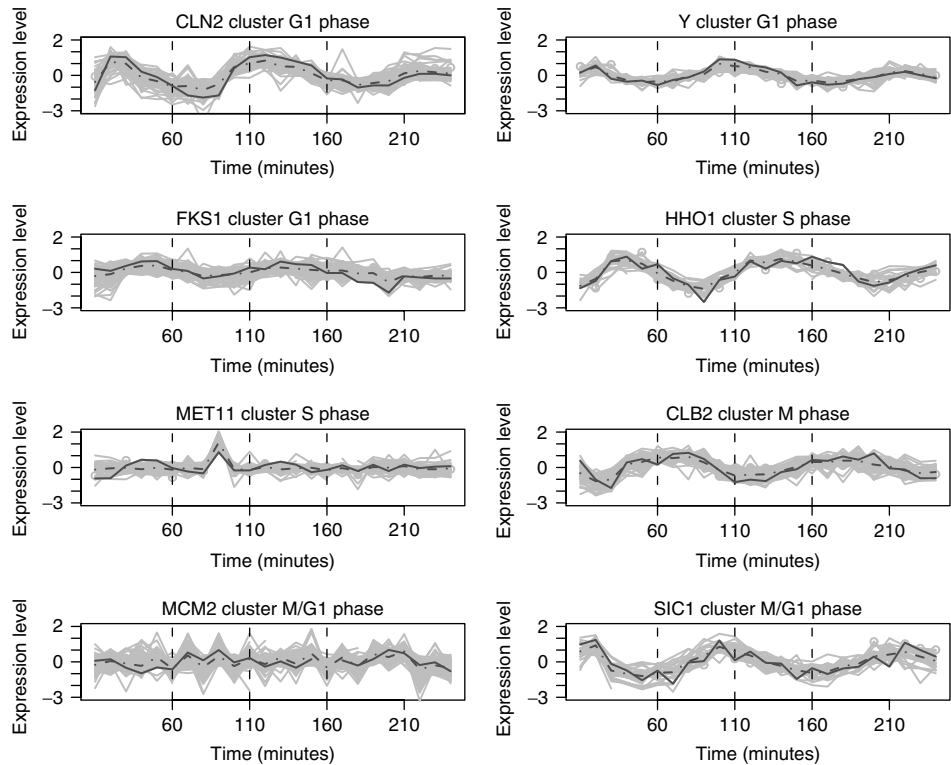 CLN2 cluster G1 phase
Expression level
2
0
−3
60 110 160 210
Time (minutes)
Y cluster G1 phase
Expression level
2
0
−3
60 110 160 210
Time (minutes)
FKS1 cluster G1 phase
Expression level
2
0
−3
60 110 160 210
Time (minutes)
HHO1 cluster S phase
Expression level
2
0
−3
60 110 160 210
Time (minutes)
MET11 cluster S phase
Expression level
2
0
−3
60 110 160 210
Time (minutes)
CLB2 cluster M phase
Expression level
2
0
−3
60 110 160 210
Time (minutes)
MCM2 cluster M/G1 phase
Expression level
2
0
−3
60 110 160 210
Time (minutes)
SIC1 cluster M/G1 phase
Expression level
2
0
−3
60 110 160 210
Time (minutes)